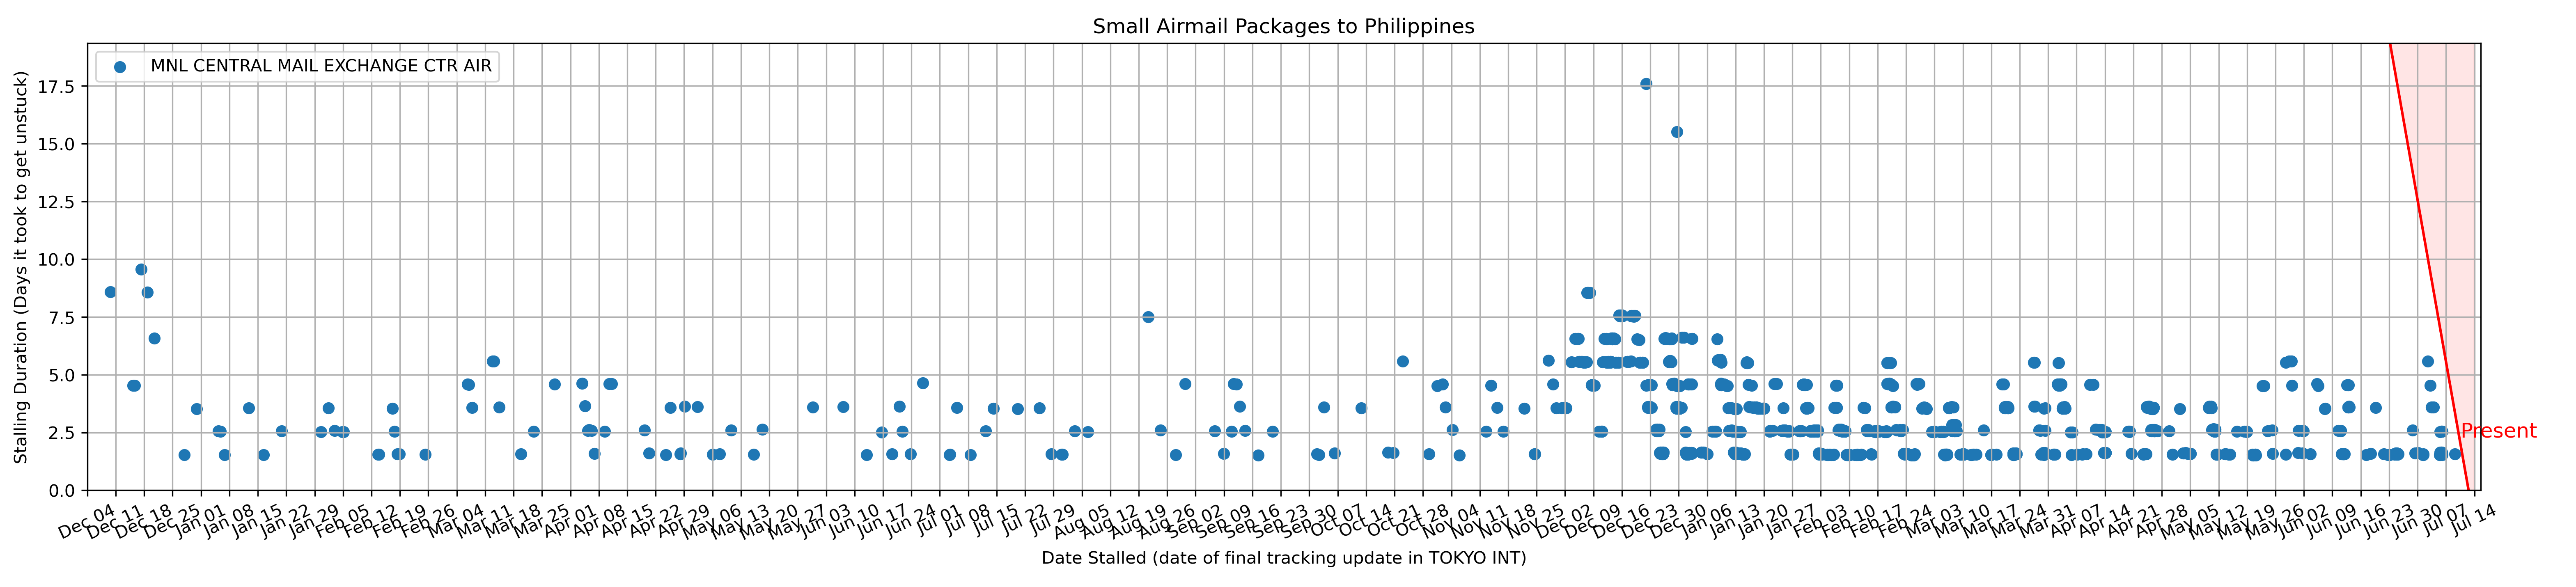 Small Airmail Packages to Philippines
MNL CENTRAL MAIL EXCHANGE CTR AIR
Stalling Duration (Days it took to get unstuck)
17.5
15.0
12.5
10.0
7.5
5.0
2.5
0.0
Present
Dec 04
Dec 11
Dec 18
Dec 25
Jan 01
Jan 08
Jan 15
Jan 22
Jan 29
Feb 05
Feb 12
Feb 19
Feb 26
Mar 04
Mar 11
Mar 18
Mar 25
Apr 01
Apr 08
Apr 15
Apr 22
Apr 29
May 06
May 13
May 20
May 27
Jun 03
Jun 10
Jun 17
Jun 24
Jul 01
Jul 08
Jul 15
Jul 22
Jul 29
Aug 05
Aug 12
Aug 19
Aug 26
Sep 02
Sep 09
Sep 16
Sep 23
Sep 30
Oct 07
Oct 14
Oct 21
Oct 28
Nov 04
Nov 11
Nov 18
Nov 25
Dec 02
Dec 09
Dec 16
Dec 23
Dec 30
Jan 06
Jan 13
Jan 20
Jan 27
Feb 03
Feb 10
Feb 17
Feb 24
Mar 03
Mar 10
Mar 17
Mar 24
Mar 31
Apr 07
Apr 14
Apr 21
Apr 28
May 05
May 12
May 19
May 26
Jun 02
Jun 09
Jun 16
Jun 23
Jun 30
Jul 07
Jul 14
Date Stalled (date of final tracking update in TOKYO INT)